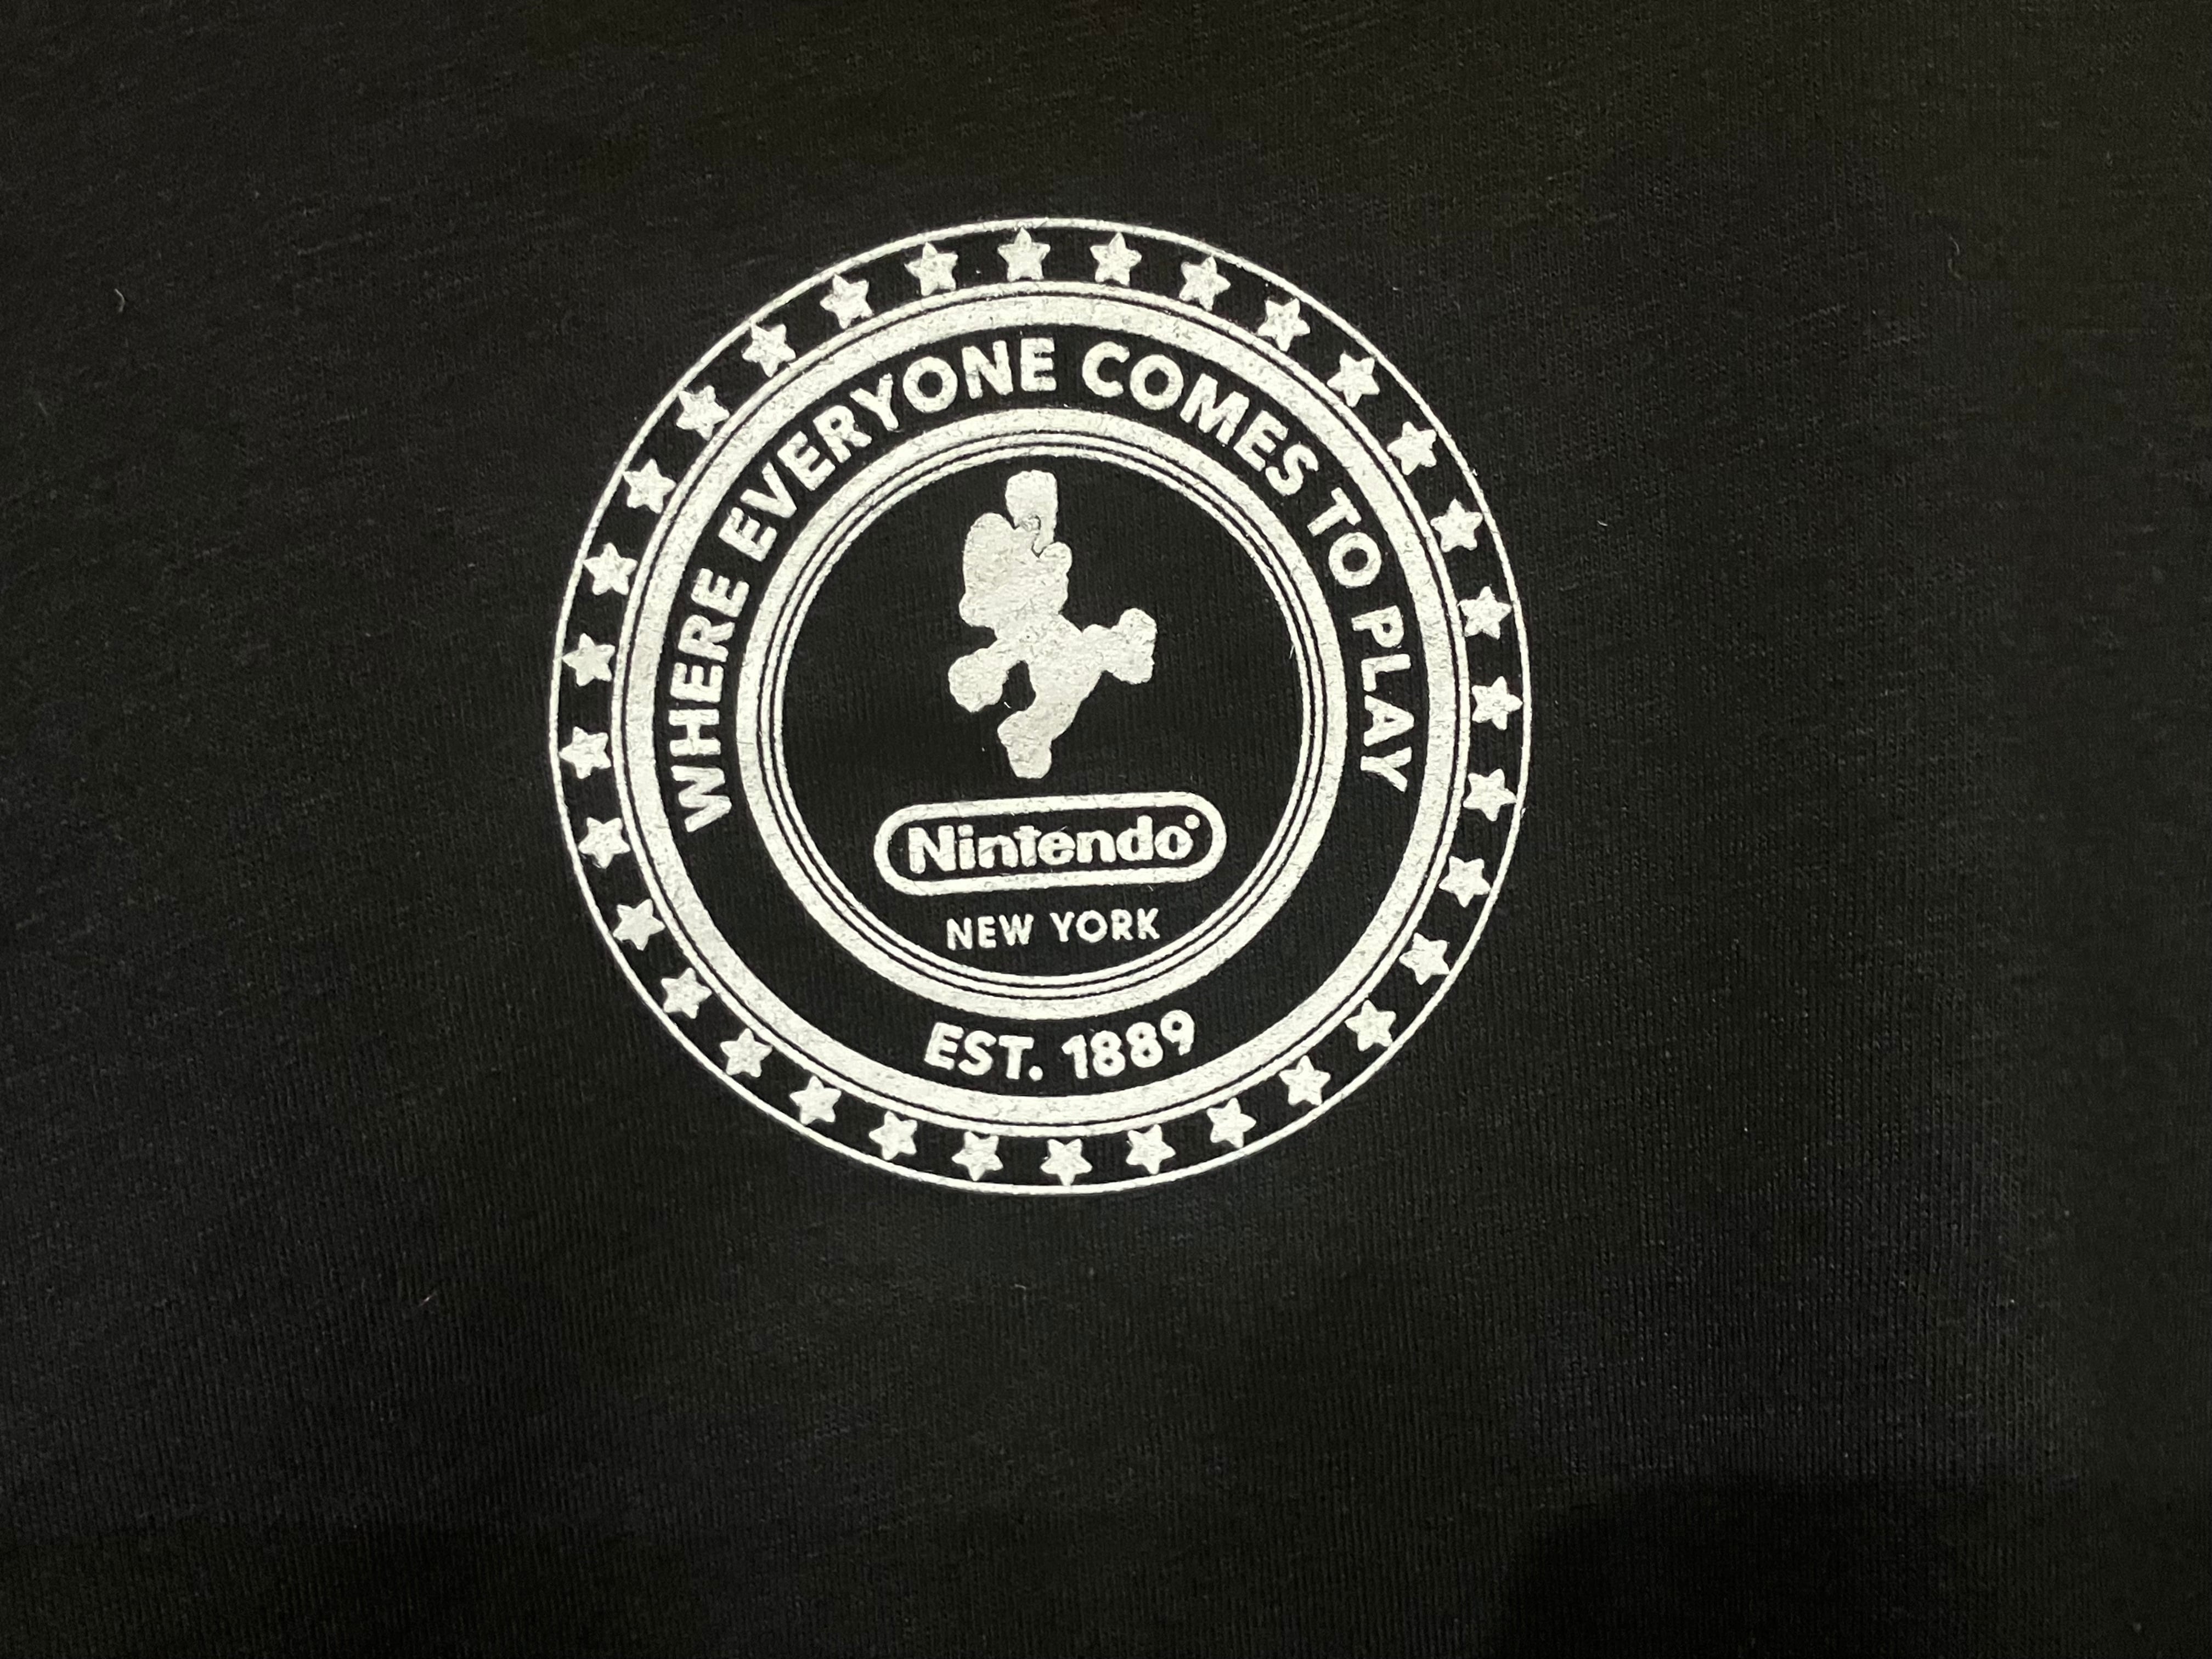 WHERE EVERYONE COMES TO PLAY
Nintendo®
NEW YORK
EST. 1889